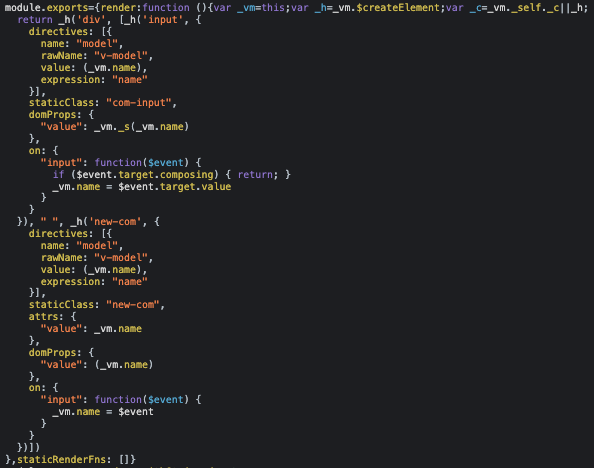 module.exports={render:function (){var _vm=this;var _h=_vm.$createElement;var _c=_vm._self._c||_h;
  return _h('div', [_h('input', {
    directives: [{
      name: "model",
      rawName: "v-model",
      value: (_vm.name),
      expression: "name"
    }],
    staticClass: "com-input",
    domProps: {
      "value": _vm._s(_vm.name)
    },
    on: {
      "input": function($event) {
        if ($event.target.composing) { return; }
        _vm.name = $event.target.value
      }
    }
  }), " ", _h('new-com', {
    directives: [{
      name: "model",
      rawName: "v-model",
      value: (_vm.name),
      expression: "name"
    }],
    staticClass: "new-com",
    attrs: {
      "value": _vm.name
    },
    domProps: {
      "value": (_vm.name)
    },
    on: {
      "input": function($event) {
        _vm.name = $event
      }
    }
  })])
},staticRenderFns: []}